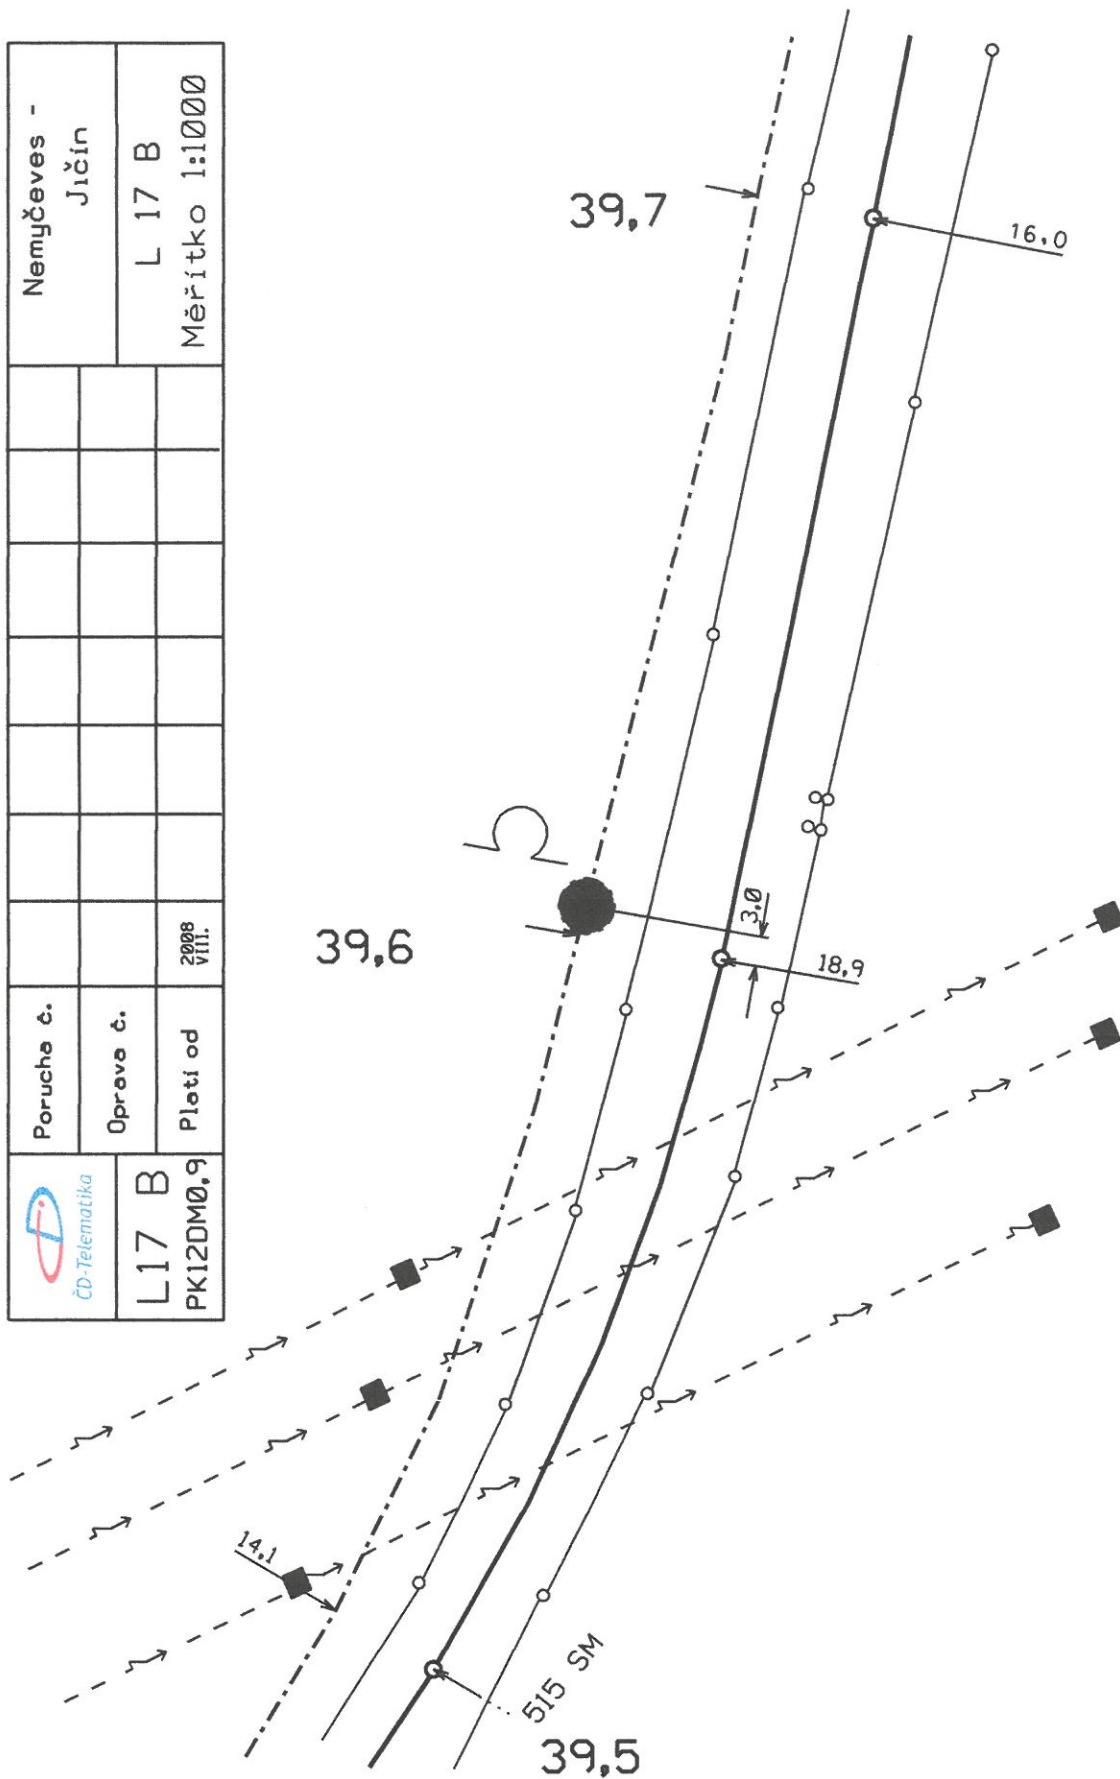 Nemyčeves -
Jičín
L 17 B
Měřítko 1:1000
Porucha č.
Oprava č.
Platí od
2008
VIII.
ČD-Telematika
L17 B
PK12DM0,9
39,7
16,0
39,6
3,0
18,9
14,1
515 SM
39,5